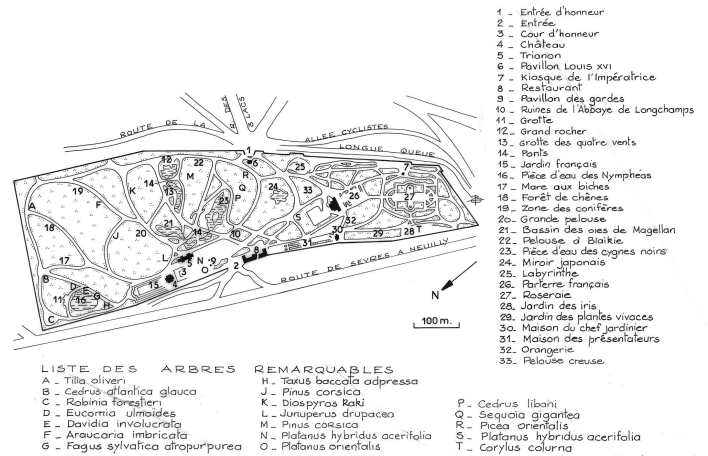 1 _ Entrée d'honneur
2 _ Entrée
3 _ Cour d'honneur
4 _ Château
5 _ Trianon
6 _ Pavillon Louis XVI
7 _ Kiosque de l'Impératrice
8 _ Restaurant
9 _ Pavillon des gardes
10 _ Ruines de l'Abbaye de Longchamps
11 _ Grotte
12 _ Grand rocher
13 _ grotte des quatre vents
14 _ Ponts
15 _ Jardin français
16 _ Pièce d'eau des Nymphéas
17 _ Mare aux biches
18 _ Forêt de chênes
19 _ Zone des conifères
20 _ Grande pelouse
21 _ Bassin des oies de Magellan
22 _ Pelouse à Blaikie
23 _ Pièce d'eau des cygnes noirs
24 _ Miroir japonais
25 _ Labyrinthe
26 _ Parterre français
27 _ Roseraie
28 _ Jardin des iris
29 _ Jardin des plantes vivaces
30 _ Maison du chef jardinier
31 _ Maison des présentateurs
32 _ Orangerie
33 _ Pelouse creuse
ROUTE DE LA
LONGUE QUEUE
ALLEE CYCLISTES
& LACS
DES
ROUTE DE SEVRES A NEUILLY
N
100 m.
LISTE DES ARBRES REMARQUABLES
A _ Tilia oliveri
B _ Cedrus atlantica glauca
C _ Robinia forestieri
D _ Eucomia ulmoides
E _ Davidia involucrata
F _ Araucaria imbricata
G _ Fagus sylvatica atropurpurea
H _ Taxus baccata adpressa
J _ Pinus corsica
K _ Diospyros Kaki
L _ Junuperus drupacea
M _ Pinus corsica
N _ Platanus hybridus acerifolia
O _ Platanus orientalis
P _ Cedrus libani
Q _ Sequoïa gigantea
R _ Picea orientalis
S _ Platanus hybridus acerifolia
T _ Corylus colurna